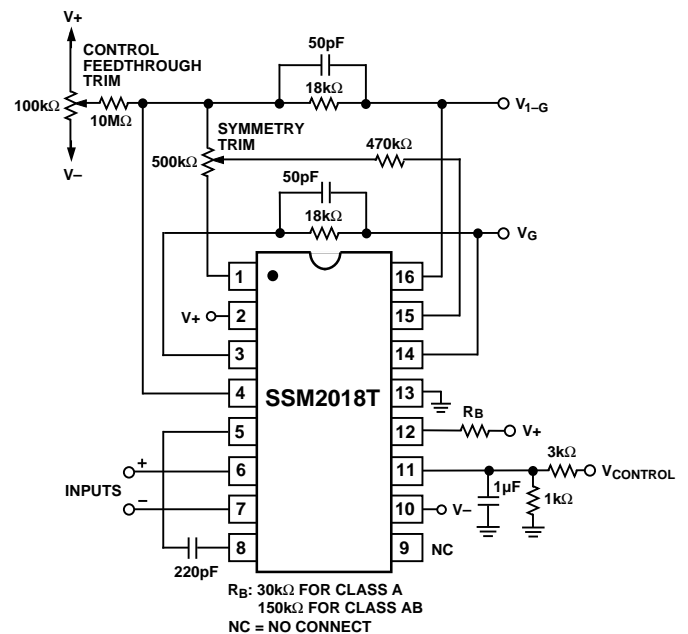 V+
CONTROL
FEEDTHROUGH
TRIM
100kΩ
10MΩ
V–
50pF
18kΩ
V1–G
SYMMETRY
TRIM
500kΩ
470kΩ
50pF
18kΩ
VG
1
16
V+
2
15
3
14
4
SSM2018T
13
5
12
RB
V+
INPUTS
+
6
11
3kΩ
VCONTROL
1µF
1kΩ
–
7
10
V–
8
9
NC
220pF
RB: 30kΩ FOR CLASS A
150kΩ FOR CLASS AB
NC = NO CONNECT